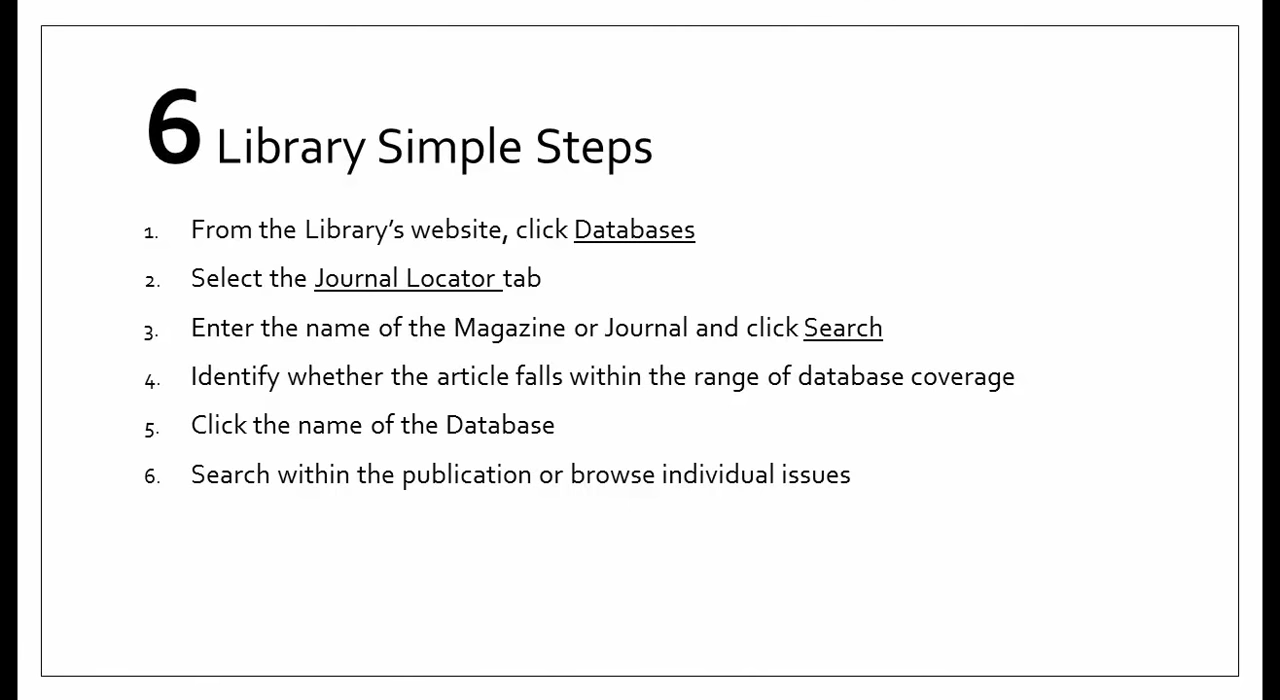 6 Library Simple Steps
1. From the Library’s website, click Databases
2. Select the Journal Locator tab
3. Enter the name of the Magazine or Journal and click Search
4. Identify whether the article falls within the range of database coverage
5. Click the name of the Database
6. Search within the publication or browse individual issues